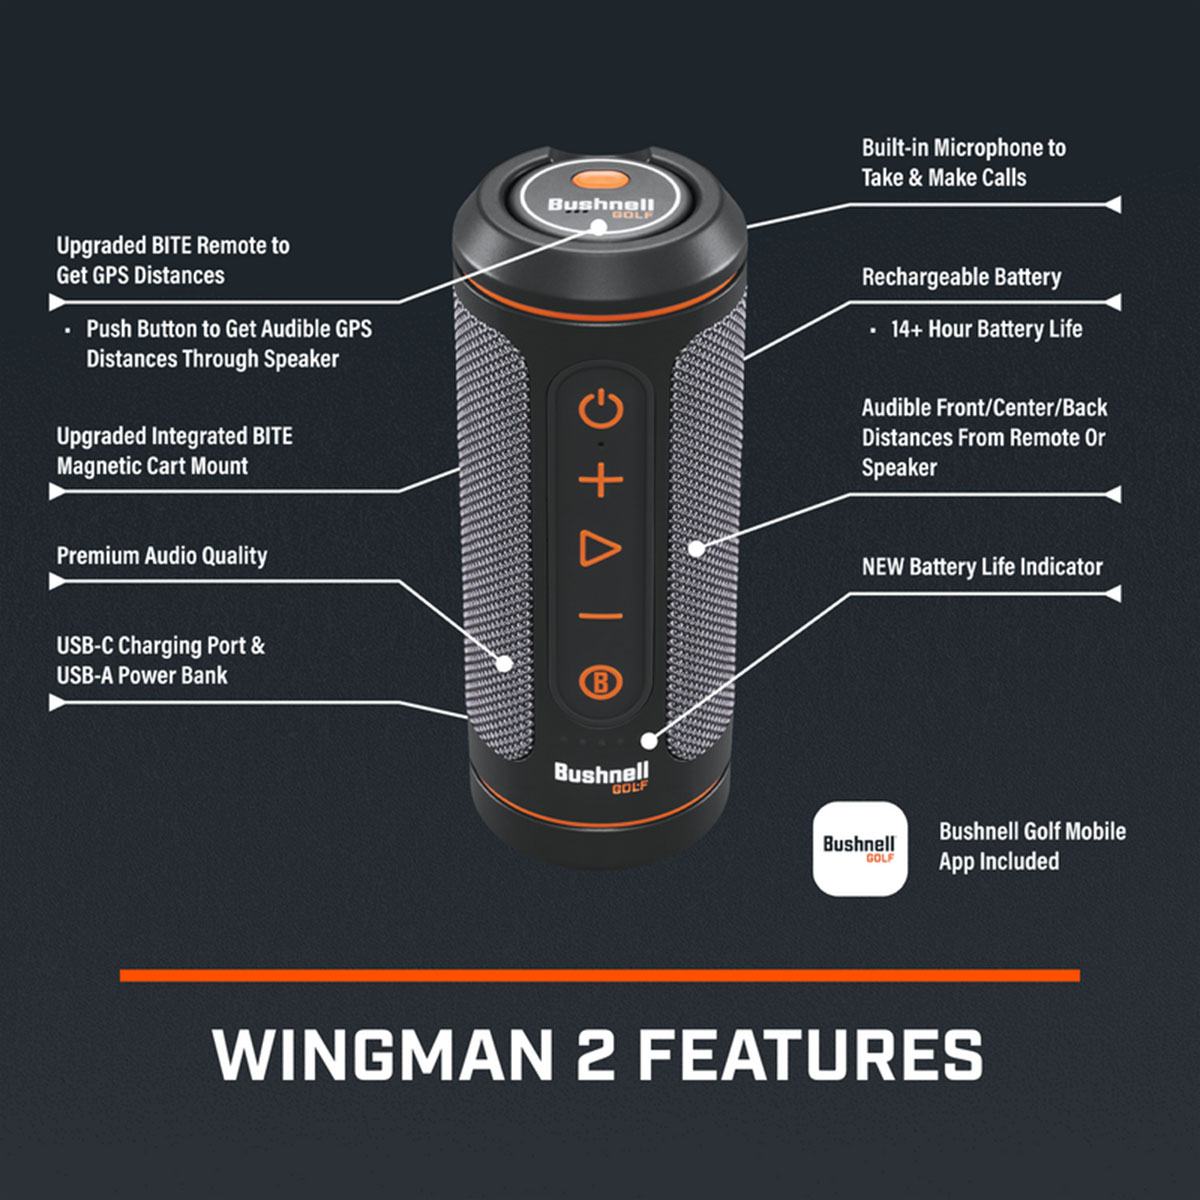 Built-in Microphone to
Take & Make Calls
Bushnell
GOLF
Upgraded BITE Remote to
Get GPS Distances
· Push Button to Get Audible GPS
Distances Through Speaker
Rechargeable Battery
· 14+ Hour Battery Life
Upgraded Integrated BITE
Magnetic Cart Mount
Audible Front/Center/Back
Distances From Remote Or
Speaker
Premium Audio Quality
NEW Battery Life Indicator
USB-C Charging Port &
USB-A Power Bank
B
Bushnell
GOLF
Bushnell
GOLF
Bushnell Golf Mobile
App Included
WINGMAN 2 FEATURES